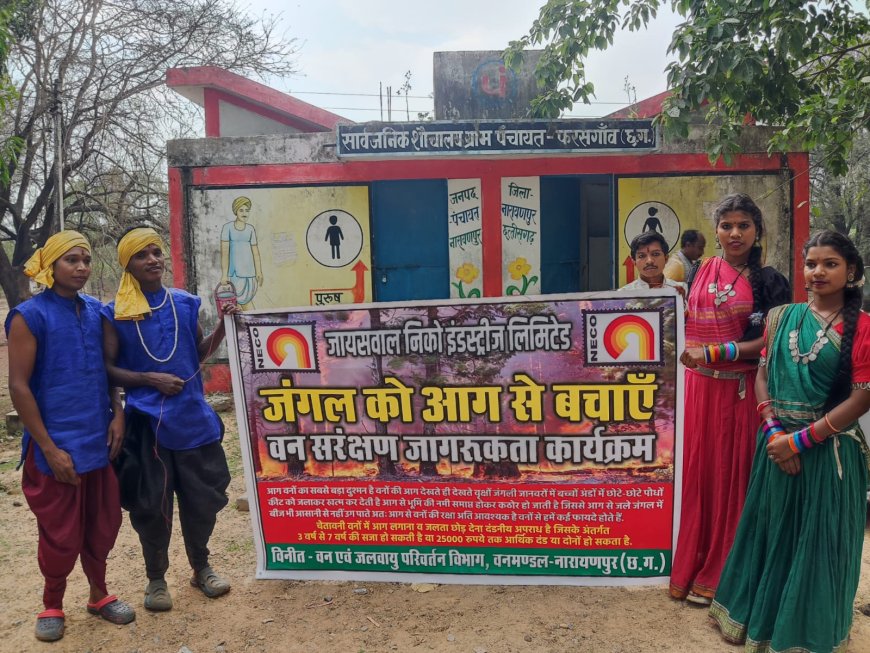 सार्वजनिक शौचालय ग्राम पंचायत - फरसगाँव (छ.ग.)
जनपद
पंचायत
नारायणपुर
जिला-
नारायणपुर
छत्तीसगढ़
पुरूष
NECO
जायसवाल निको इंडस्ट्रीज लिमिटेड
NECO
जंगल को आग से बचाएँ
वन सरंक्षण जागरूकता कार्यक्रम
आग वनों का सबसे बड़ा दुश्मन है वनों की आग देखते ही देखते वृक्षों जंगली जानवरों में बच्चों अंडों में छोटे-छोटे पौधों
कीट को जलाकर खत्म कर देती है आग से भूमि की नमी समाप्त होकर कठोर हो जाती है जिससे आग से जले जंगल में
बीज भी आसानी से नहीं उग पाते अतः आग से वनों की रक्षा अति आवश्यक है वनों से हमें कई फायदे होते हैं.
चेतावनी वनों में आग लगाना व जलता छोड़ देना दंडनीय अपराध है जिसके अंतर्गत
3 वर्ष से 7 वर्ष की सजा हो सकती है या 25000 रुपये तक आर्थिक दंड या दोनों हो सकता है.
विनीत - वन एवं जलवायु परिवर्तन विभाग, वनमण्डल-नारायणपुर (छ.ग.)